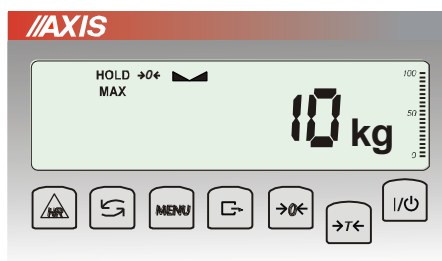 AXIS
HOLD →0←
MAX
100
50
0
10 kg
HR
MENU
→0←
→T←
I/⏻